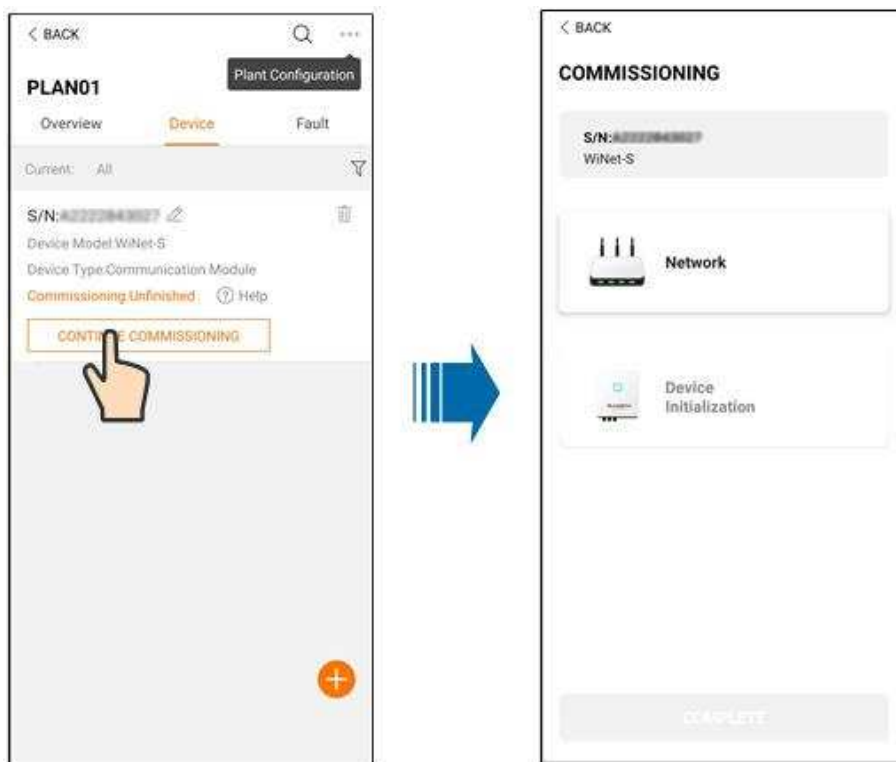 < BACK
Plant Configuration
PLAN01
Overview Device Fault
Current: All
S/N:
Device Model:WiNet-S
Device Type:Communication Module
Commissioning Unfinished ? Help
COMMISSIONING
< BACK
COMMISSIONING
S/N:
WiNet-S
Network
Device
Initialization
COMPLETE